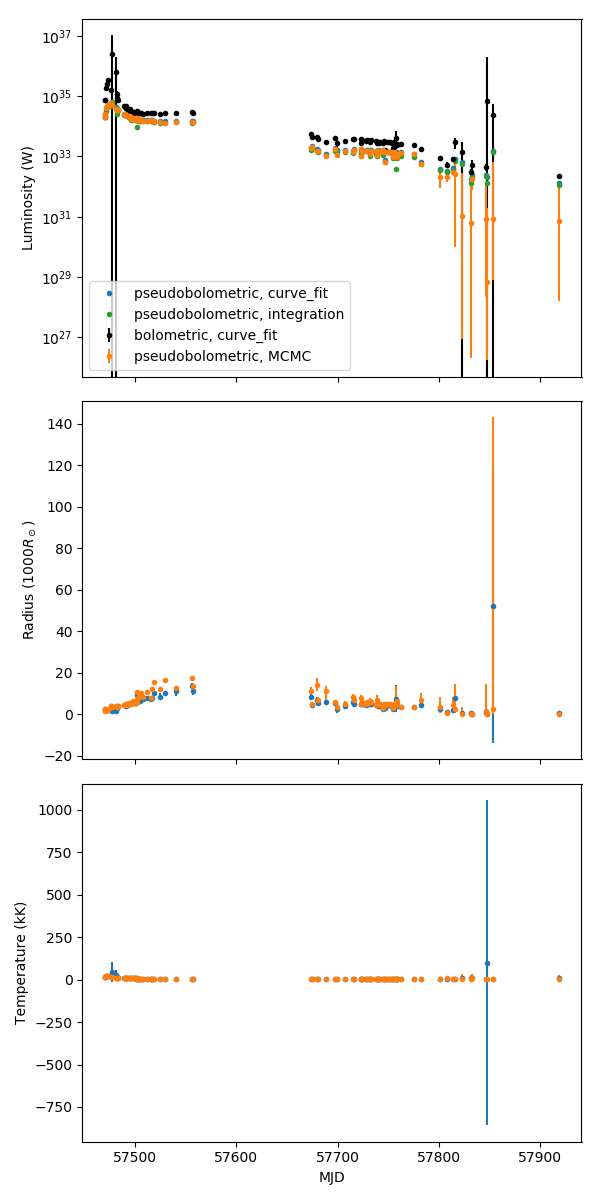 10^37
10^35
10^33
10^31
10^29
10^27
Luminosity (W)
pseudobolometric, curve_fit
pseudobolometric, integration
bolometric, curve_fit
pseudobolometric, MCMC
140
120
100
80
60
40
20
0
−20
Radius (1000R_⊙)
1000
750
500
250
0
−250
−500
−750
Temperature (kK)
57500 57600 57700 57800 57900
MJD